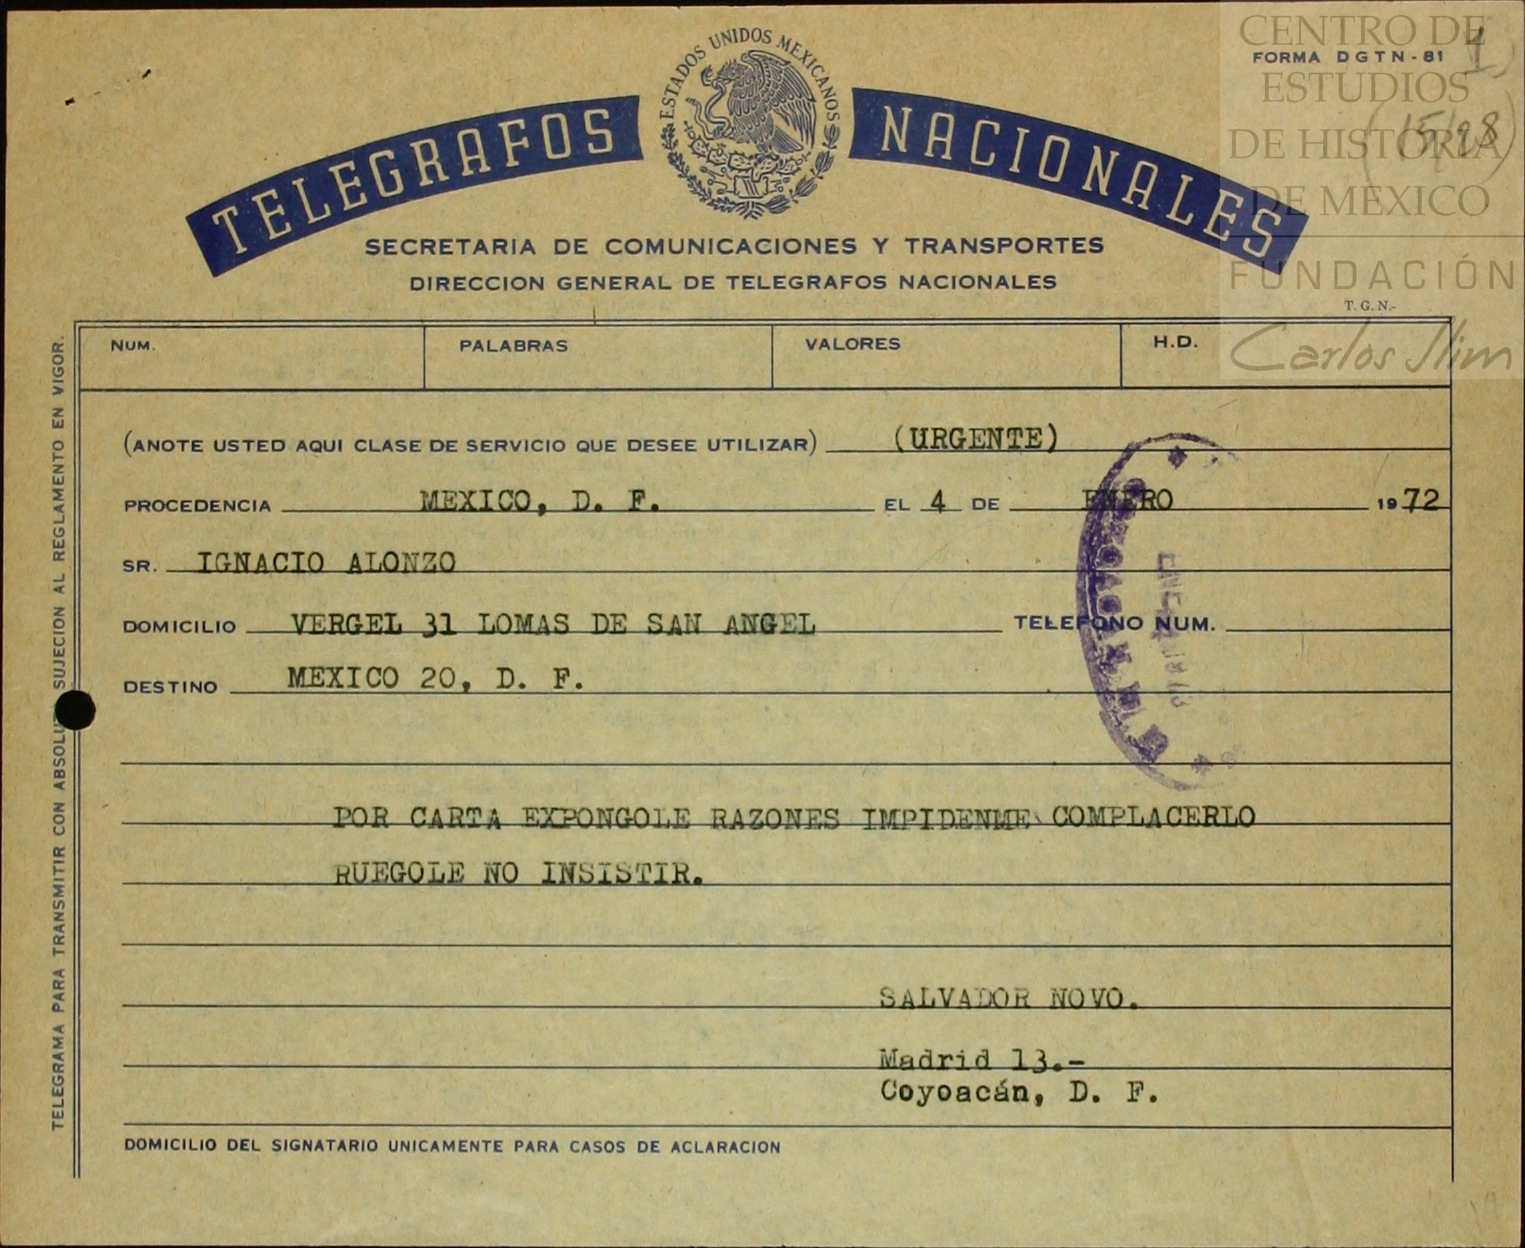 CENTRO DE
FORMA DGTN-81
ESTUDIOS
DE HISTORIA
DE MEXICO
FUNDACIÓN
Carlos Slim
ESTADOS UNIDOS MEXICANOS
TELEGRAFOS NACIONALES
SECRETARIA DE COMUNICACIONES Y TRANSPORTES
DIRECCION GENERAL DE TELEGRAFOS NACIONALES
T.G.N.-
NUM. PALABRAS VALORES H.D.
(ANOTE USTED AQUI CLASE DE SERVICIO QUE DESEE UTILIZAR) (URGENTE)
PROCEDENCIA MEXICO, D. F. EL 4 DE ENERO 1972
SR. IGNACIO ALONZO
DOMICILIO VERGEL 31 LOMAS DE SAN ANGEL TELEFONO NUM.
DESTINO MEXICO 20, D. F.
POR CARTA EXPONGOLE RAZONES IMPIDENME COMPLACERLO
RUEGOLE NO INSISTIR.
SALVADOR NOVO.
Madrid 13.-
Coyoacán, D. F.
DOMICILIO DEL SIGNATARIO UNICAMENTE PARA CASOS DE ACLARACION
TELEGRAMA PARA TRANSMITIR CON SUJECION AL REGLAMENTO EN VIGOR.